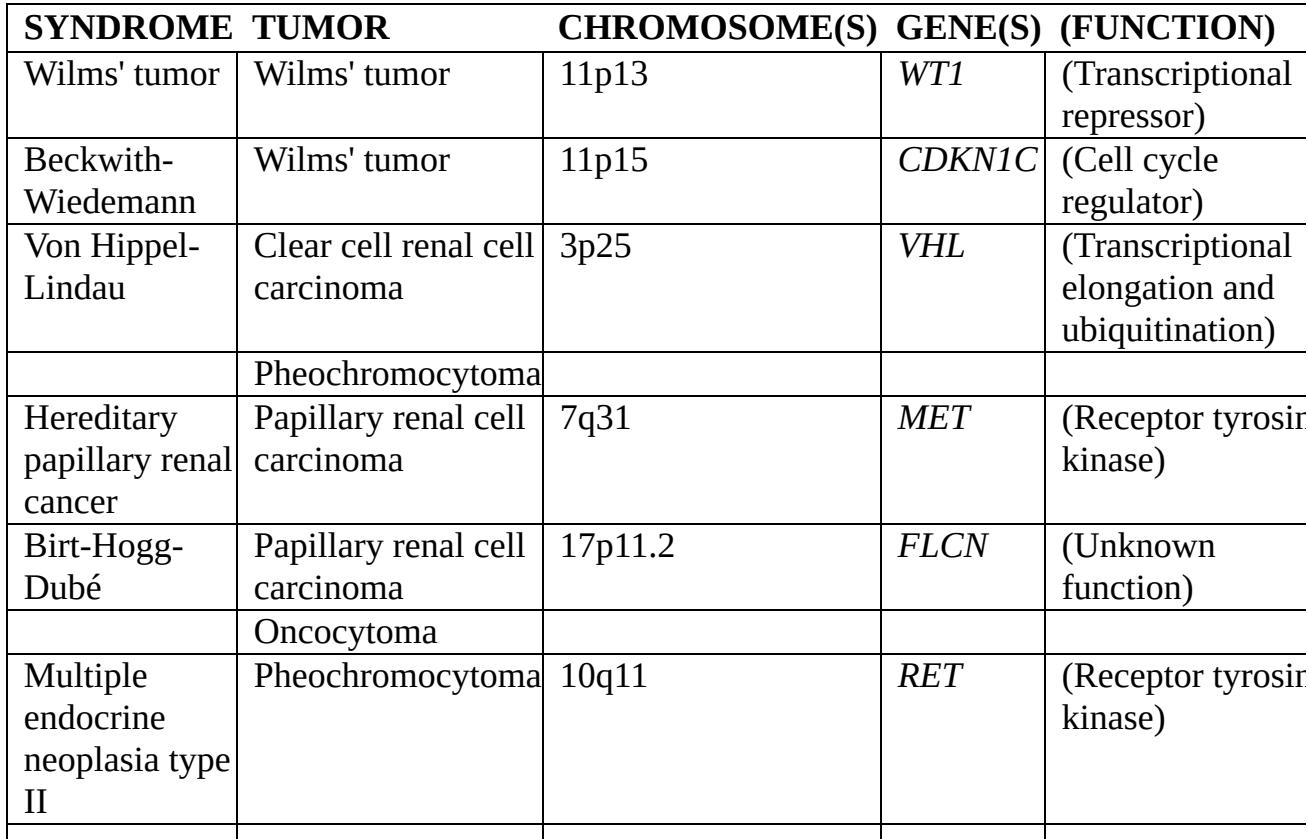 SYNDROME TUMOR CHROMOSOME(S) GENE(S) (FUNCTION)
Wilms' tumor Wilms' tumor 11p13 WT1 (Transcriptional
repressor)
Beckwith- Wilms' tumor 11p15 CDKN1C (Cell cycle
Wiedemann regulator)
Von Hippel- Clear cell renal cell 3p25 VHL (Transcriptional
Lindau carcinoma elongation and
ubiquitination)
Pheochromocytoma
Hereditary Papillary renal cell 7q31 MET (Receptor tyrosin
papillary renal carcinoma kinase)
cancer
Birt-Hogg- Papillary renal cell 17p11.2 FLCN (Unknown
Dubé carcinoma function)
Oncocytoma
Multiple Pheochromocytoma 10q11 RET (Receptor tyrosin
endocrine kinase)
neoplasia type
II